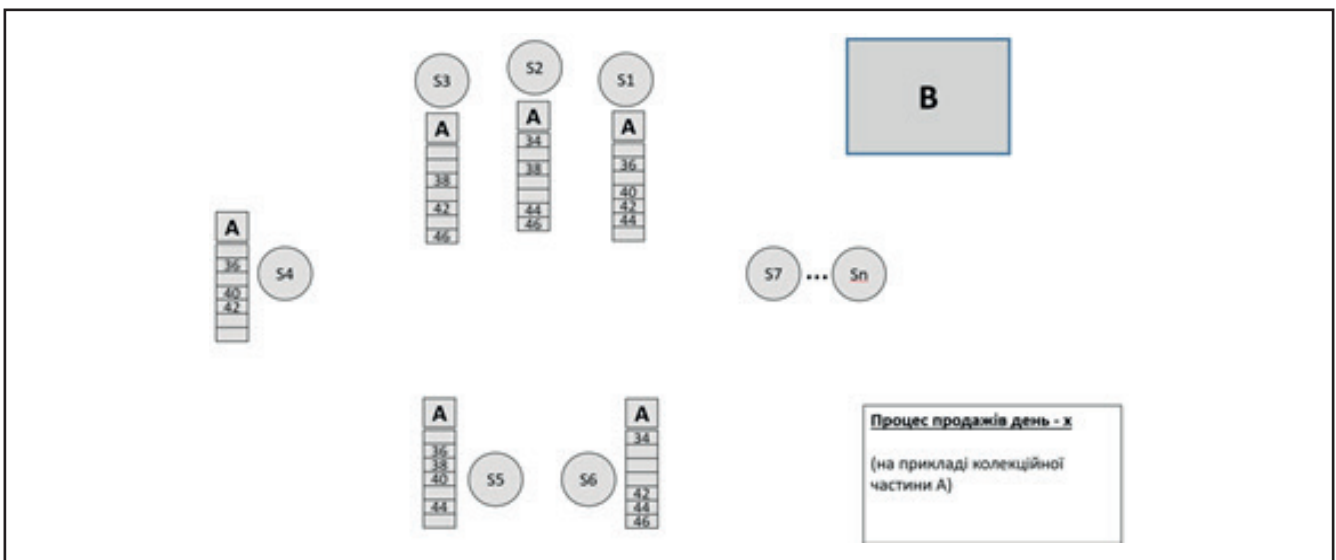 S3
S2
S1
B
A
38
42
46
A
34
38
44
46
A
36
40
42
44
A
36
40
42
S4
S7 ... Sn
A
36
38
40
44
S5
S6
A
34
42
44
46
Процес продажів день - х
(на прикладі колекційної
частини А)